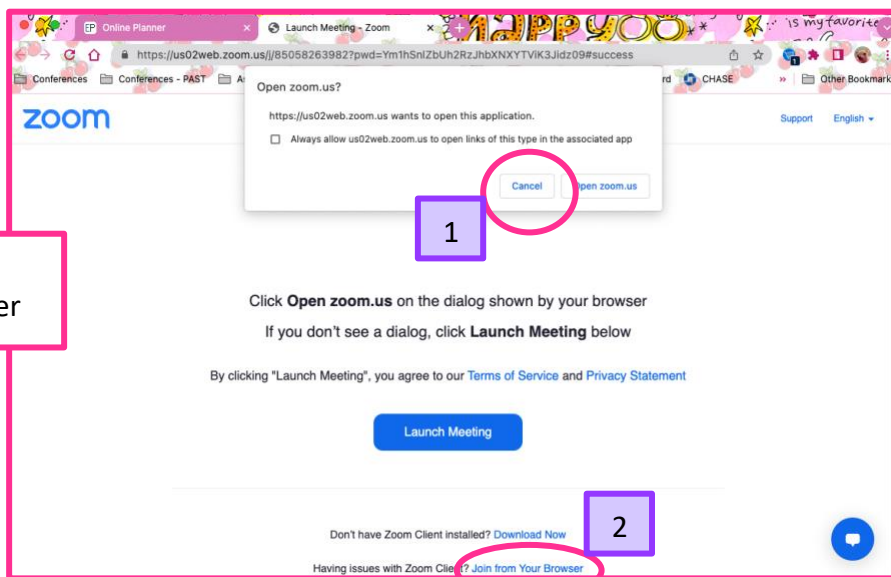 Online Planner
Launch Meeting - Zoom
HAPPY
is my favorite
https://us02web.zoom.us/j/85058263982?pwd=Ym1hSnlZbUh2RzJhbXNXYTViK3Jidz09#success
Conferences
Conferences - PAST
CHASE
»
Other Bookmark
zoom
Support
English
Open zoom.us?
https://us02web.zoom.us wants to open this application.
Always allow us02web.zoom.us to open links of this type in the associated app
Cancel
Open zoom.us
1
er
Click Open zoom.us on the dialog shown by your browser
If you don't see a dialog, click Launch Meeting below
By clicking "Launch Meeting", you agree to our Terms of Service and Privacy Statement
Launch Meeting
2
Don't have Zoom Client installed? Download Now
Having issues with Zoom Client? Join from Your Browser